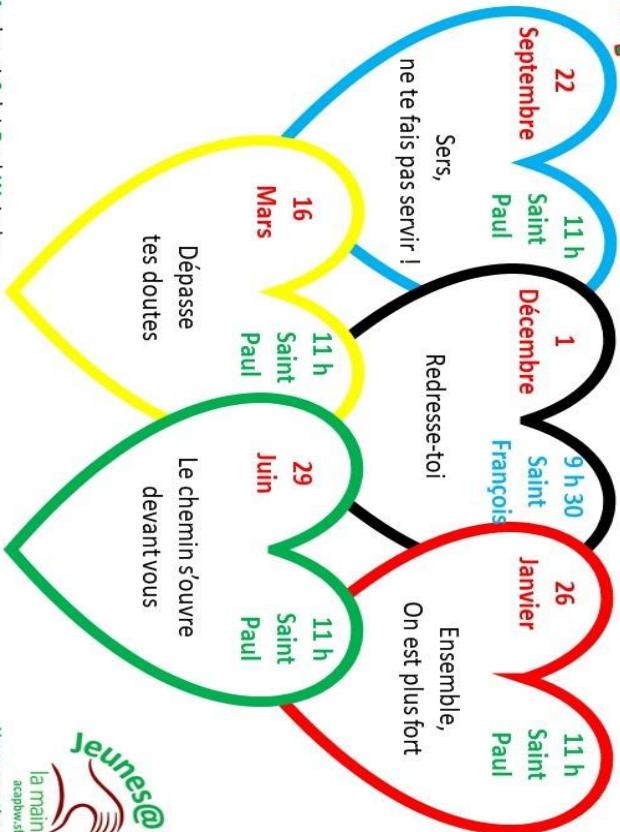 22
Septembre
11 h
Saint
Paul
Sers,
ne te fais pas servir !
1
Décembre
9 h 30
Saint
François
Redresse-toi
26
Janvier
11 h
Saint
Paul
Ensemble,
On est plus fort
16
Mars
11 h
Saint
Paul
Dépasse
tes doutes
29
Juin
11 h
Saint
Paul
Le chemin s'ouvre
devant vous
Jeunes@
la main